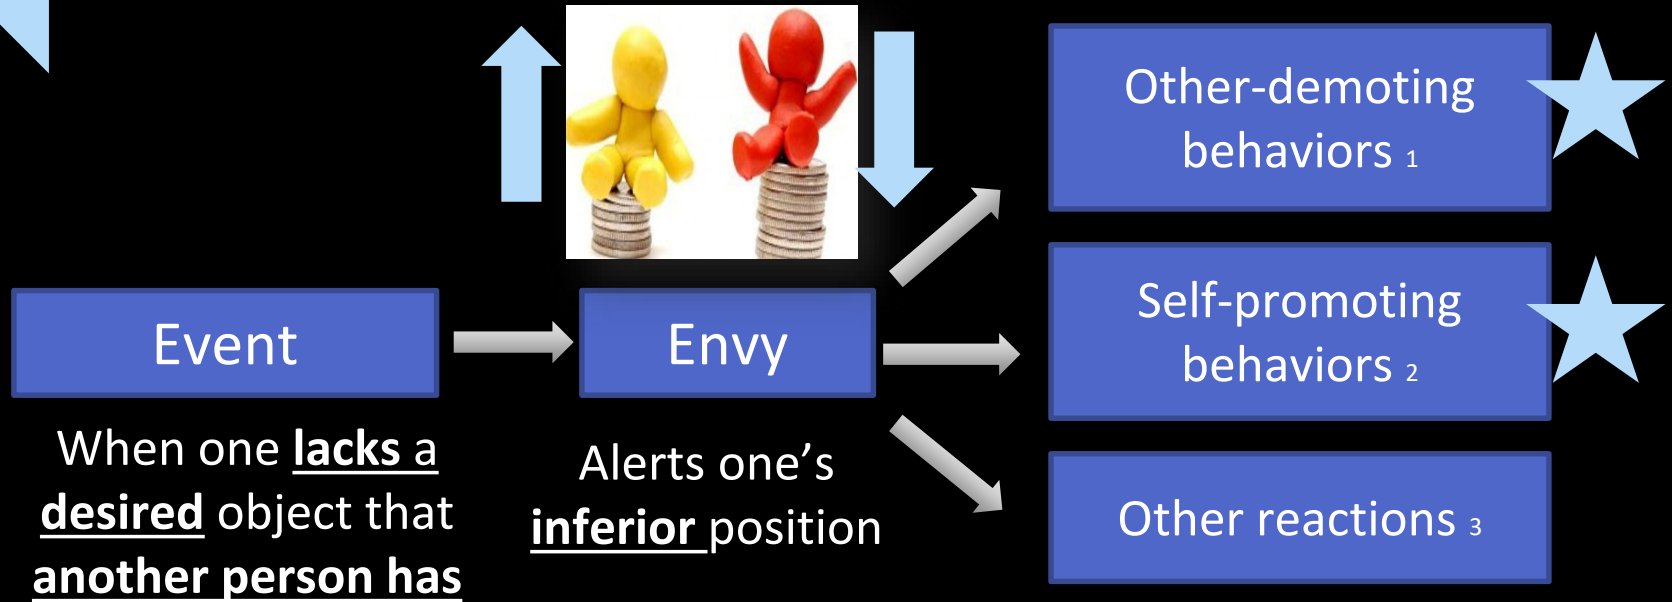 Event
When one lacks a
desired object that
another person has
Envy
Alerts one’s
inferior position
Other-demoting
behaviors 1
Self-promoting
behaviors 2
Other reactions 3